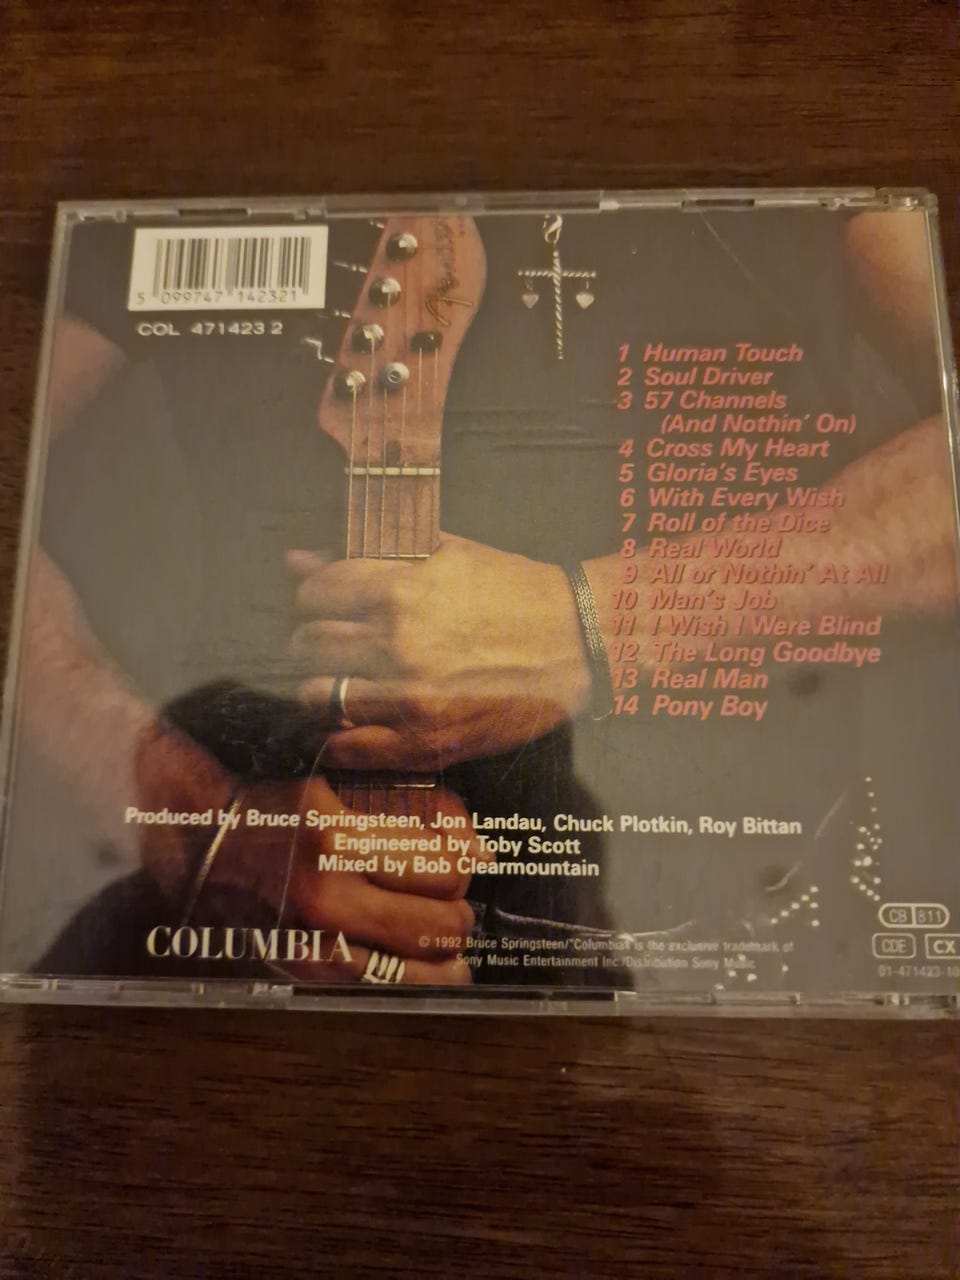 5 099747 142321
COL 471423 2
1 Human Touch
2 Soul Driver
3 57 Channels
(And Nothin' On)
4 Cross My Heart
5 Gloria's Eyes
6 With Every Wish
7 Roll of the Dice
8 Real World
9 All or Nothin' At All
10 Man's Job
11 I Wish I Were Blind
12 The Long Goodbye
13 Real Man
14 Pony Boy
Produced by Bruce Springsteen, Jon Landau, Chuck Plotkin, Roy Bittan
Engineered by Toby Scott
Mixed by Bob Clearmountain
COLUMBIA
© 1992 Bruce Springsteen/"Columbia" is the exclusive trademark of
Sony Music Entertainment Inc./Distribution Sony Music
CB 811
CDE CX
01-471423-10